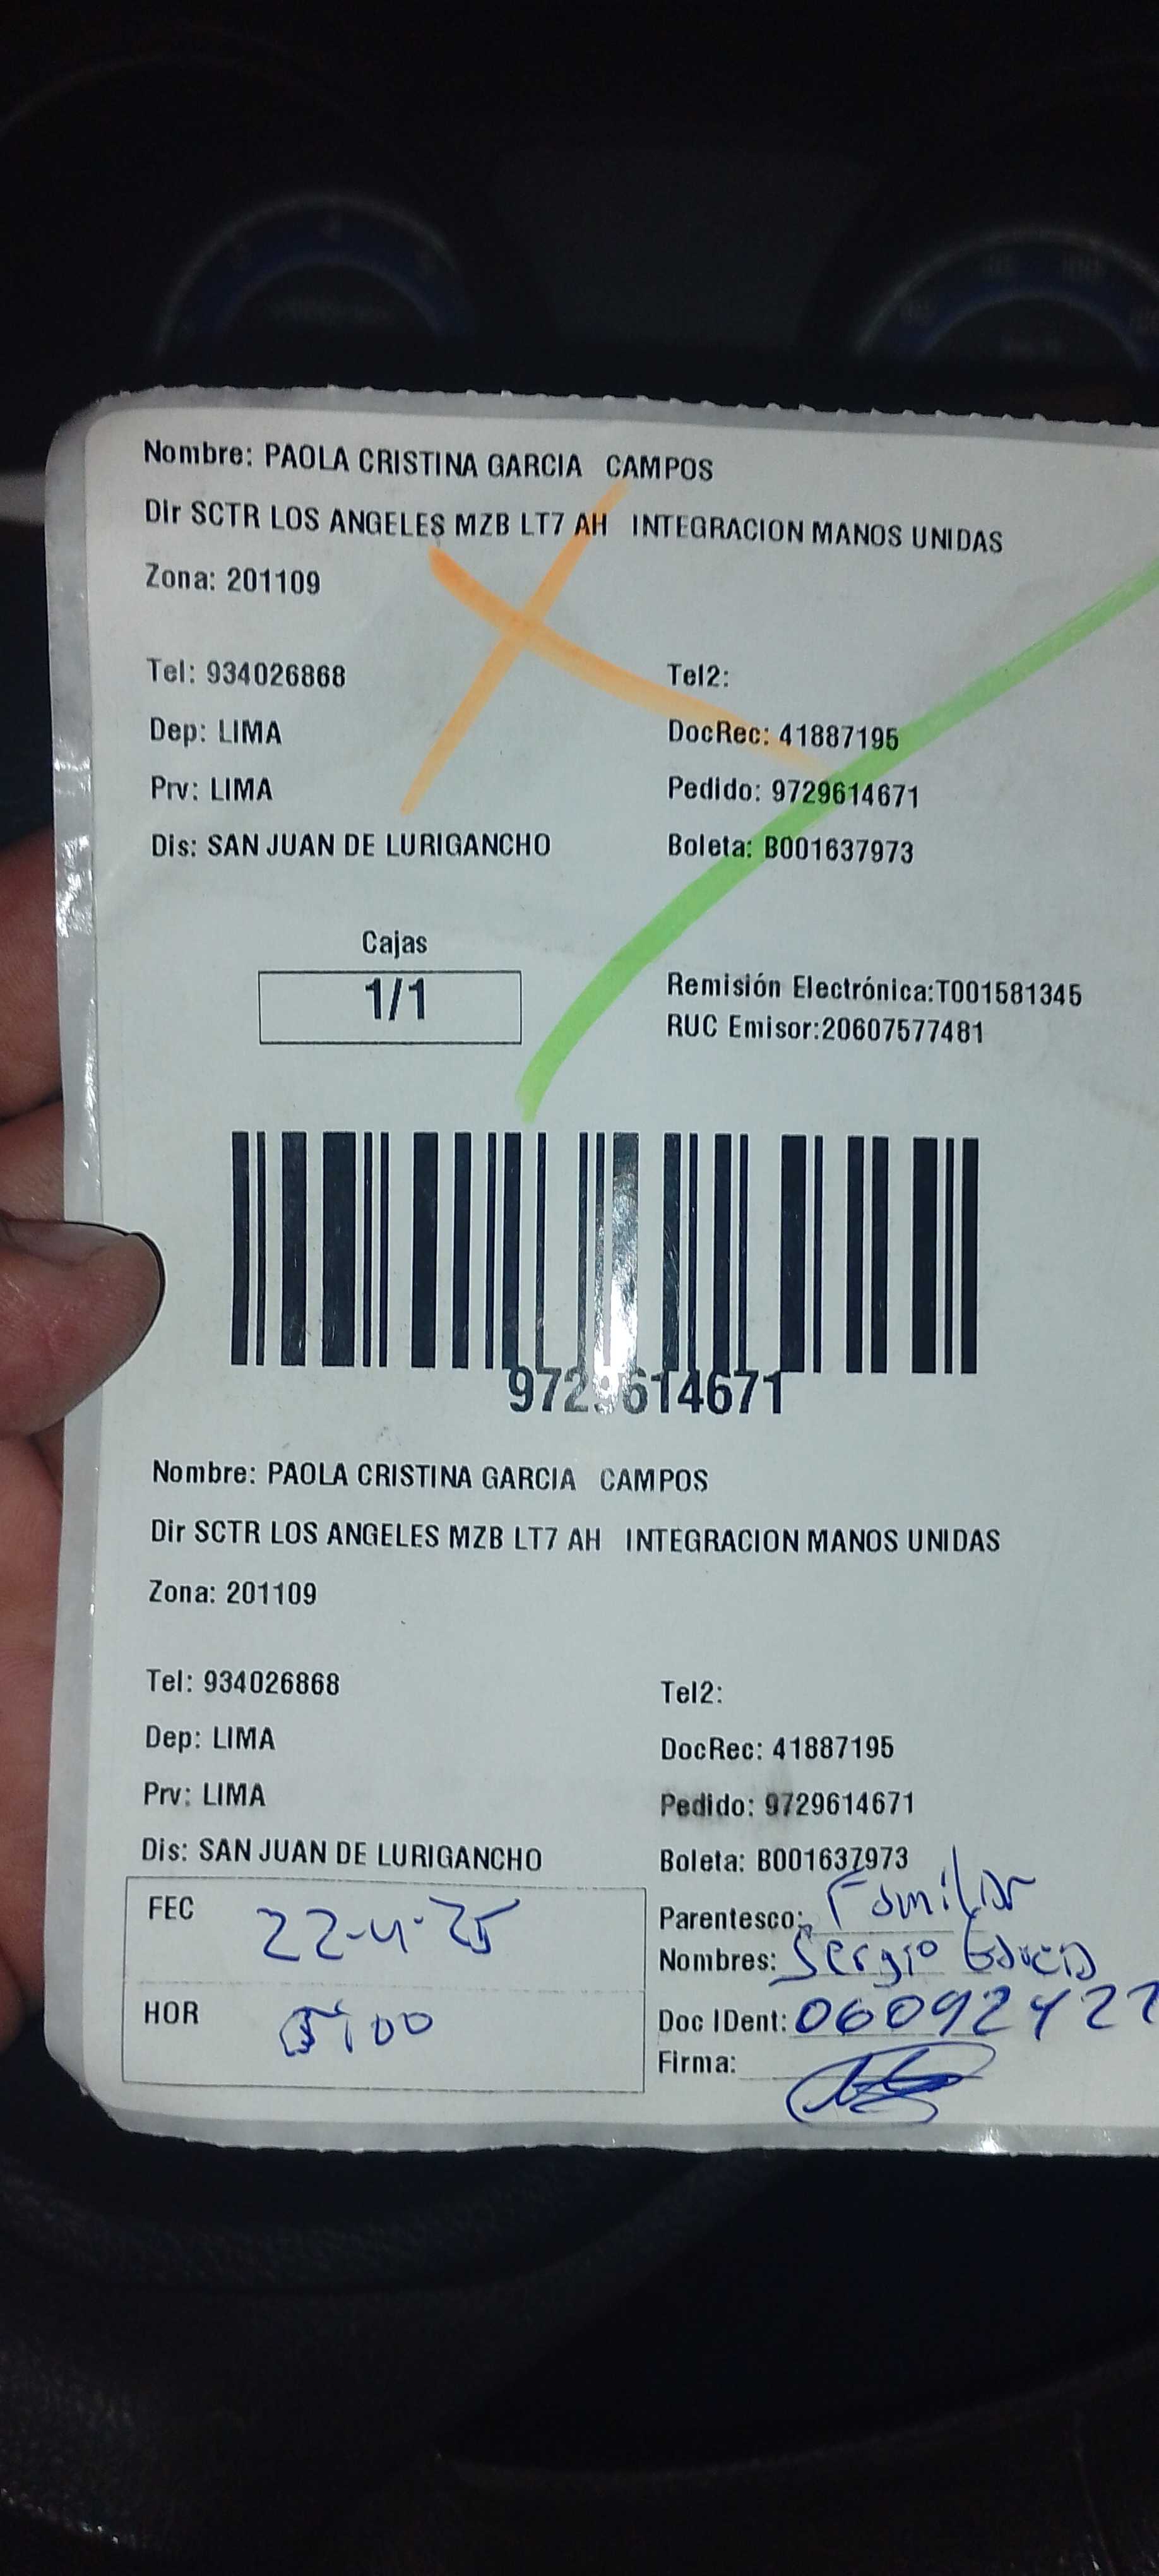 Nombre: PAOLA CRISTINA GARCIA CAMPOS
Dir SCTR LOS ANGELES MZB LT7 AH INTEGRACION MANOS UNIDAS
Zona: 201109
Tel: 934026868 Tel2:
Dep: LIMA DocRec: 41887195
Prv: LIMA Pedido: 9729614671
Dis: SAN JUAN DE LURIGANCHO Boleta: B001637973
Cajas
1/1
Remisión Electrónica:T001581345
RUC Emisor:20607577481
9729614671
Nombre: PAOLA CRISTINA GARCIA CAMPOS
Dir SCTR LOS ANGELES MZB LT7 AH INTEGRACION MANOS UNIDAS
Zona: 201109
Tel: 934026868 Tel2:
Dep: LIMA DocRec: 41887195
Prv: LIMA Pedido: 9729614671
Dis: SAN JUAN DE LURIGANCHO Boleta: B001637973
FEC 22-4-25 Parentesco: Familiar
Nombres: Sergio
HOR Doc IDent:
Firma: